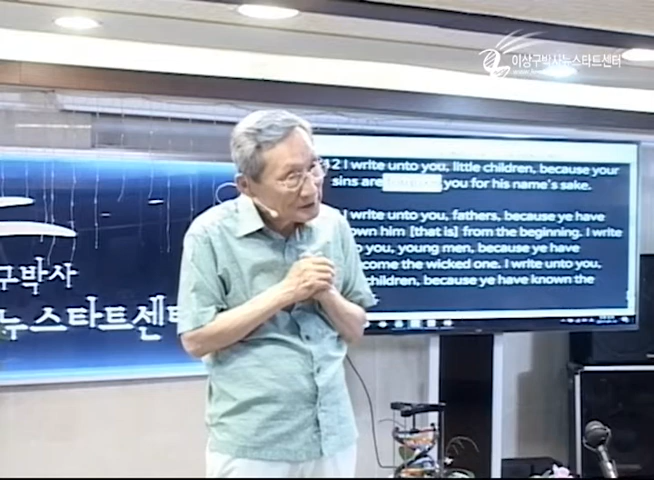 이상구박사뉴스타트센터
12 I write unto you, little children, because your
sins are you for his name's sake.
I write unto you, fathers, because ye have
own him [that is] from the beginning. I write
o you, young men, because ye have
come the wicked one. I write unto you,
children, because ye have known the
구박사
뉴스타트센터